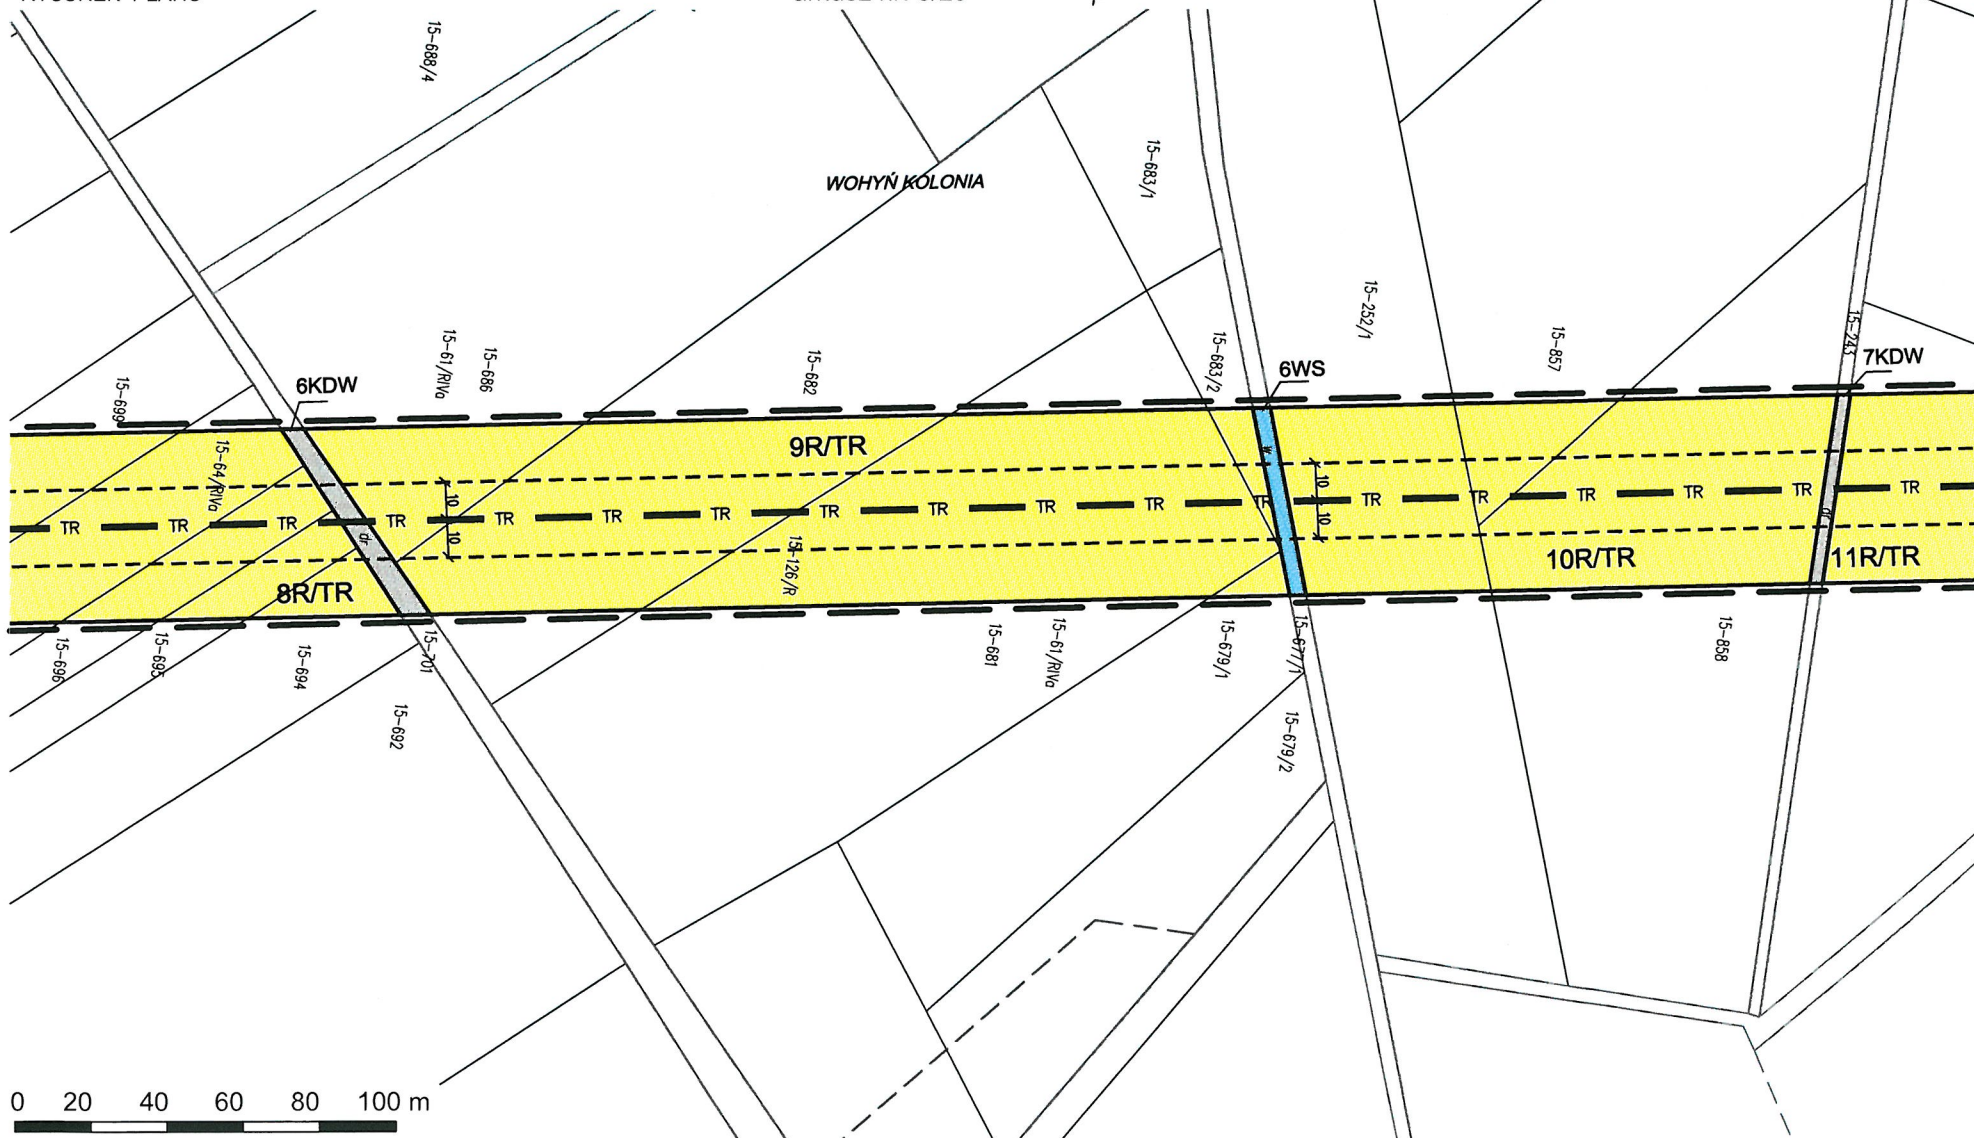 15-688/4
WOHYŃ KOLONIA
15-683/1
15-252/1
15-857
15-243
7KDW
6WS
15-683/2
15-682
15-686
15-61/RIVa
6KDW
15-699
15-64/RIVa
9R/TR
w
10
10
TR TR TR TR TR TR TR TR TR TR TR TR TR TR TR TR TR
10
10
dr
dr
8R/TR
15-126/R
10R/TR
11R/TR
15-696
15-695
15-694
15-701
15-692
15-681
15-61/RIVa
15-679/1
15-677/1
15-679/2
15-858
0 20 40 60 80 100 m